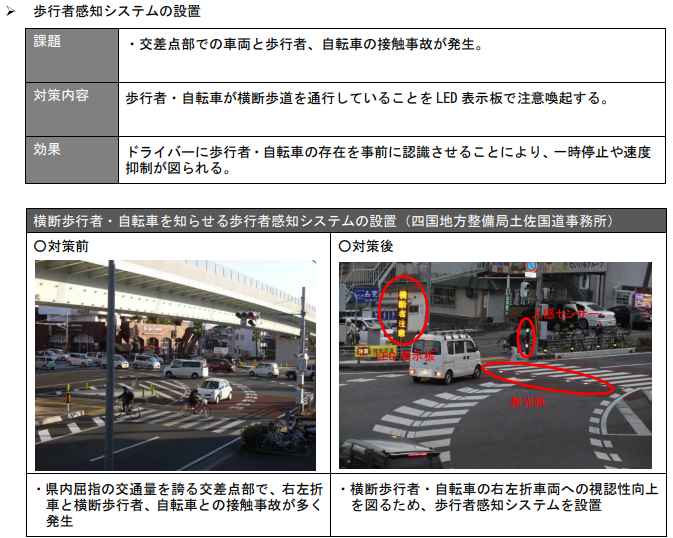 ➢ 歩行者感知システムの設置
課題
・交差点部での車両と歩行者、自転車の接触事故が発生。
対策内容
歩行者・自転車が横断歩道を通行していることを LED 表示板で注意喚起する。
効果
ドライバーに歩行者・自転車の存在を事前に認識させることにより、一時停止や速度
抑制が図られる。
横断歩行者・自転車を知らせる歩行者感知システムの設置（四国地方整備局土佐国道事務所）
〇対策前
〇対策後
横断者注意
人感センサ
LED 表示板
発光鋲
・県内屈指の交通量を誇る交差点部で、右左折
車と横断歩行者、自転車との接触事故が多く
発生
・横断歩行者・自転車の右左折車両への視認性向上
を図るため、歩行者感知システムを設置